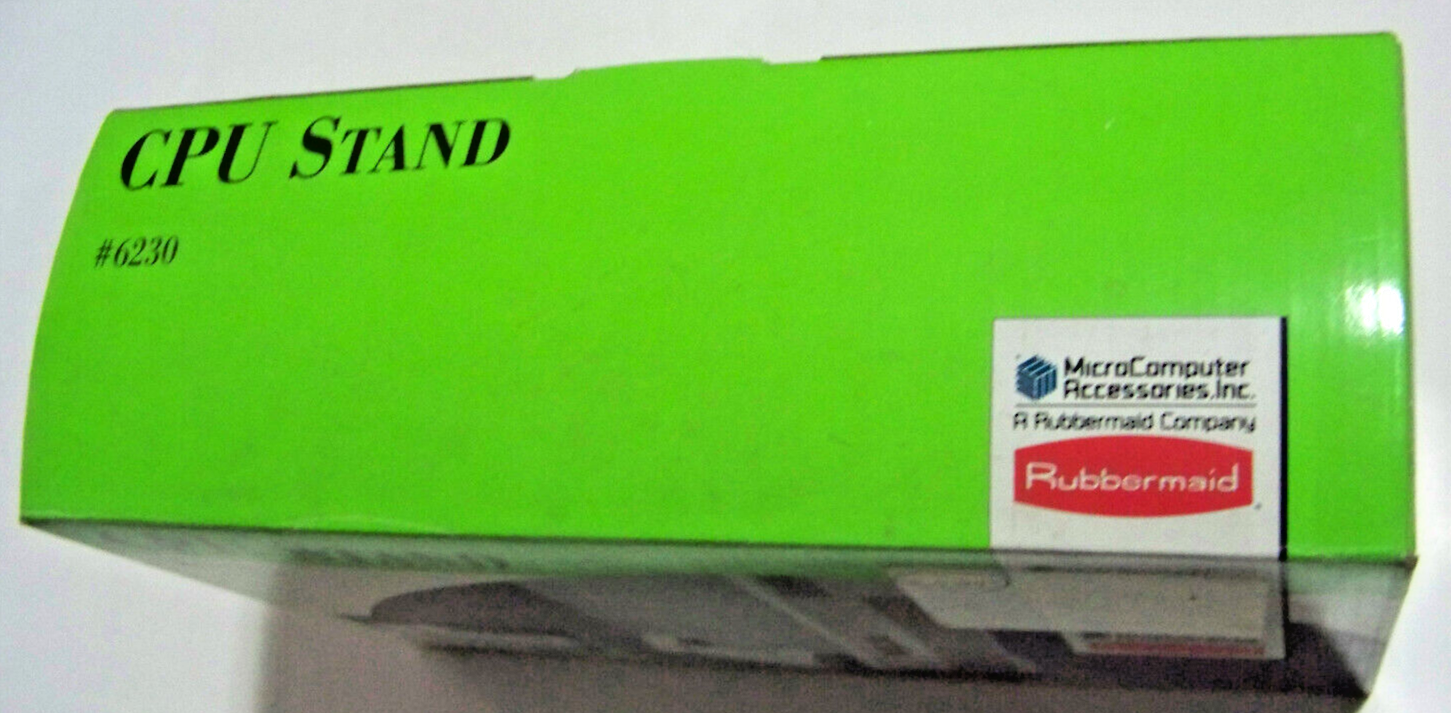 CPU STAND
#6230
MicroComputer
Accessories,Inc.
A Rubbermaid Company
Rubbermaid